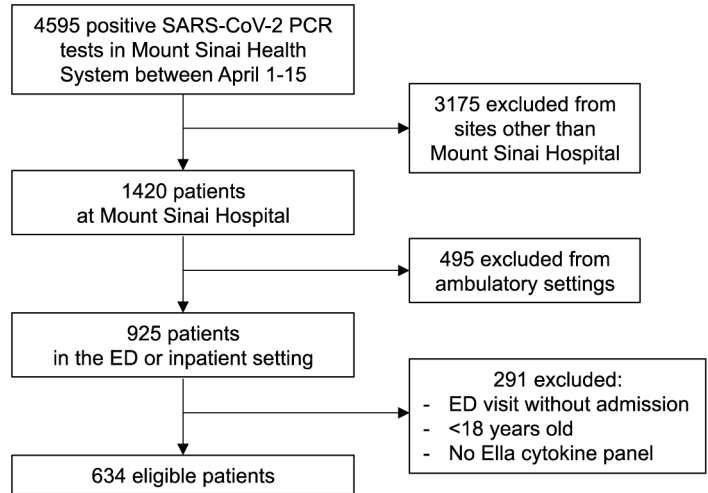 4595 positive SARS-CoV-2 PCR
tests in Mount Sinai Health
System between April 1-15
3175 excluded from
sites other than
Mount Sinai Hospital
1420 patients
at Mount Sinai Hospital
495 excluded from
ambulatory settings
925 patients
in the ED or inpatient setting
291 excluded:
- ED visit without admission
- <18 years old
- No Ella cytokine panel
634 eligible patients